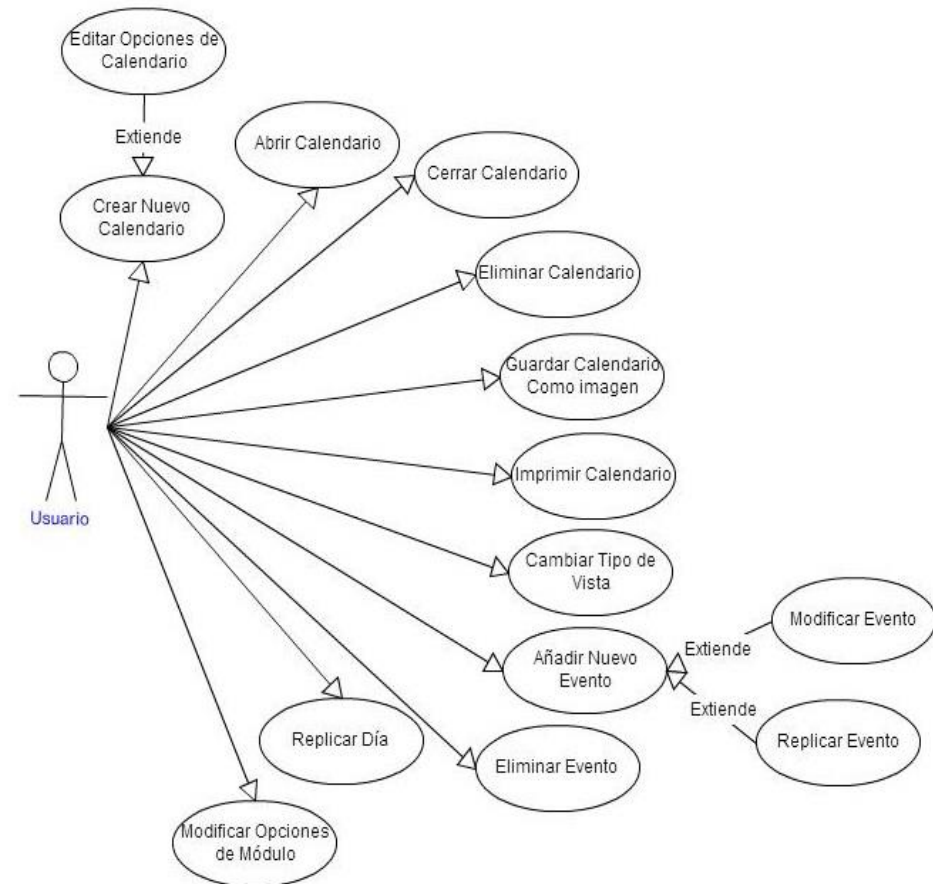 Editar Opciones de
Calendario
Extiende
Crear Nuevo
Calendario
Abrir Calendario
Cerrar Calendario
Eliminar Calendario
Guardar Calendario
Como imagen
Imprimir Calendario
Cambiar Tipo de
Vista
Usuario
Añadir Nuevo
Evento
Extiende
Modificar Evento
Extiende
Replicar Evento
Eliminar Evento
Replicar Día
Modificar Opciones
de Módulo